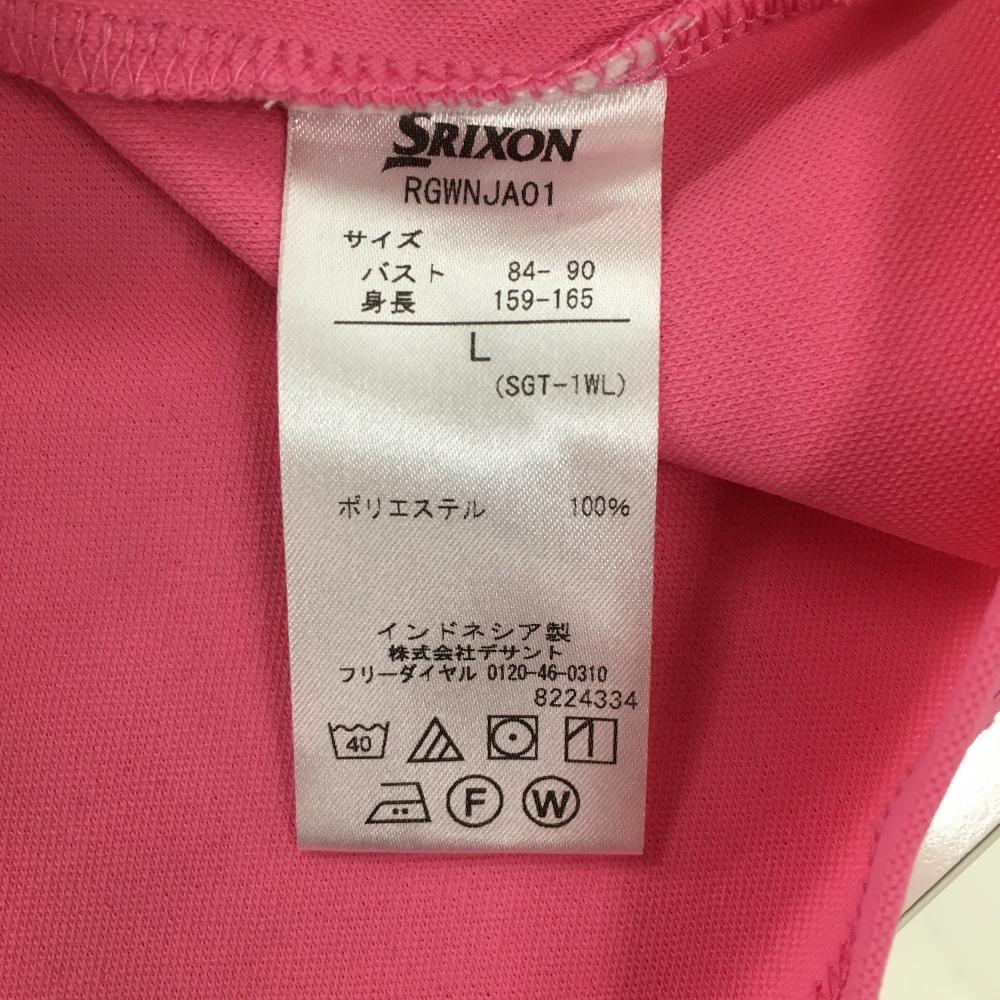 SRIXON
RGWNJA01
サイズ
バスト 84- 90
身長 159-165
L
(SGT-1WL)
ポリエステル 100%
インドネシア製
株式会社デサント
フリーダイヤル 0120-46-0310
8224334
40
F W